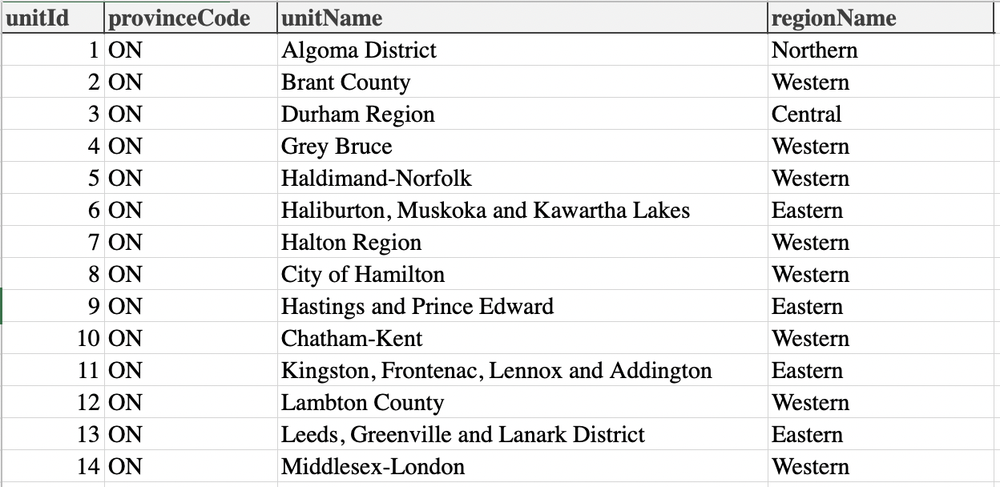 unitId provinceCode unitName regionName
1 ON Algoma District Northern
2 ON Brant County Western
3 ON Durham Region Central
4 ON Grey Bruce Western
5 ON Haldimand-Norfolk Western
6 ON Haliburton, Muskoka and Kawartha Lakes Eastern
7 ON Halton Region Western
8 ON City of Hamilton Western
9 ON Hastings and Prince Edward Eastern
10 ON Chatham-Kent Western
11 ON Kingston, Frontenac, Lennox and Addington Eastern
12 ON Lambton County Western
13 ON Leeds, Greenville and Lanark District Eastern
14 ON Middlesex-London Western